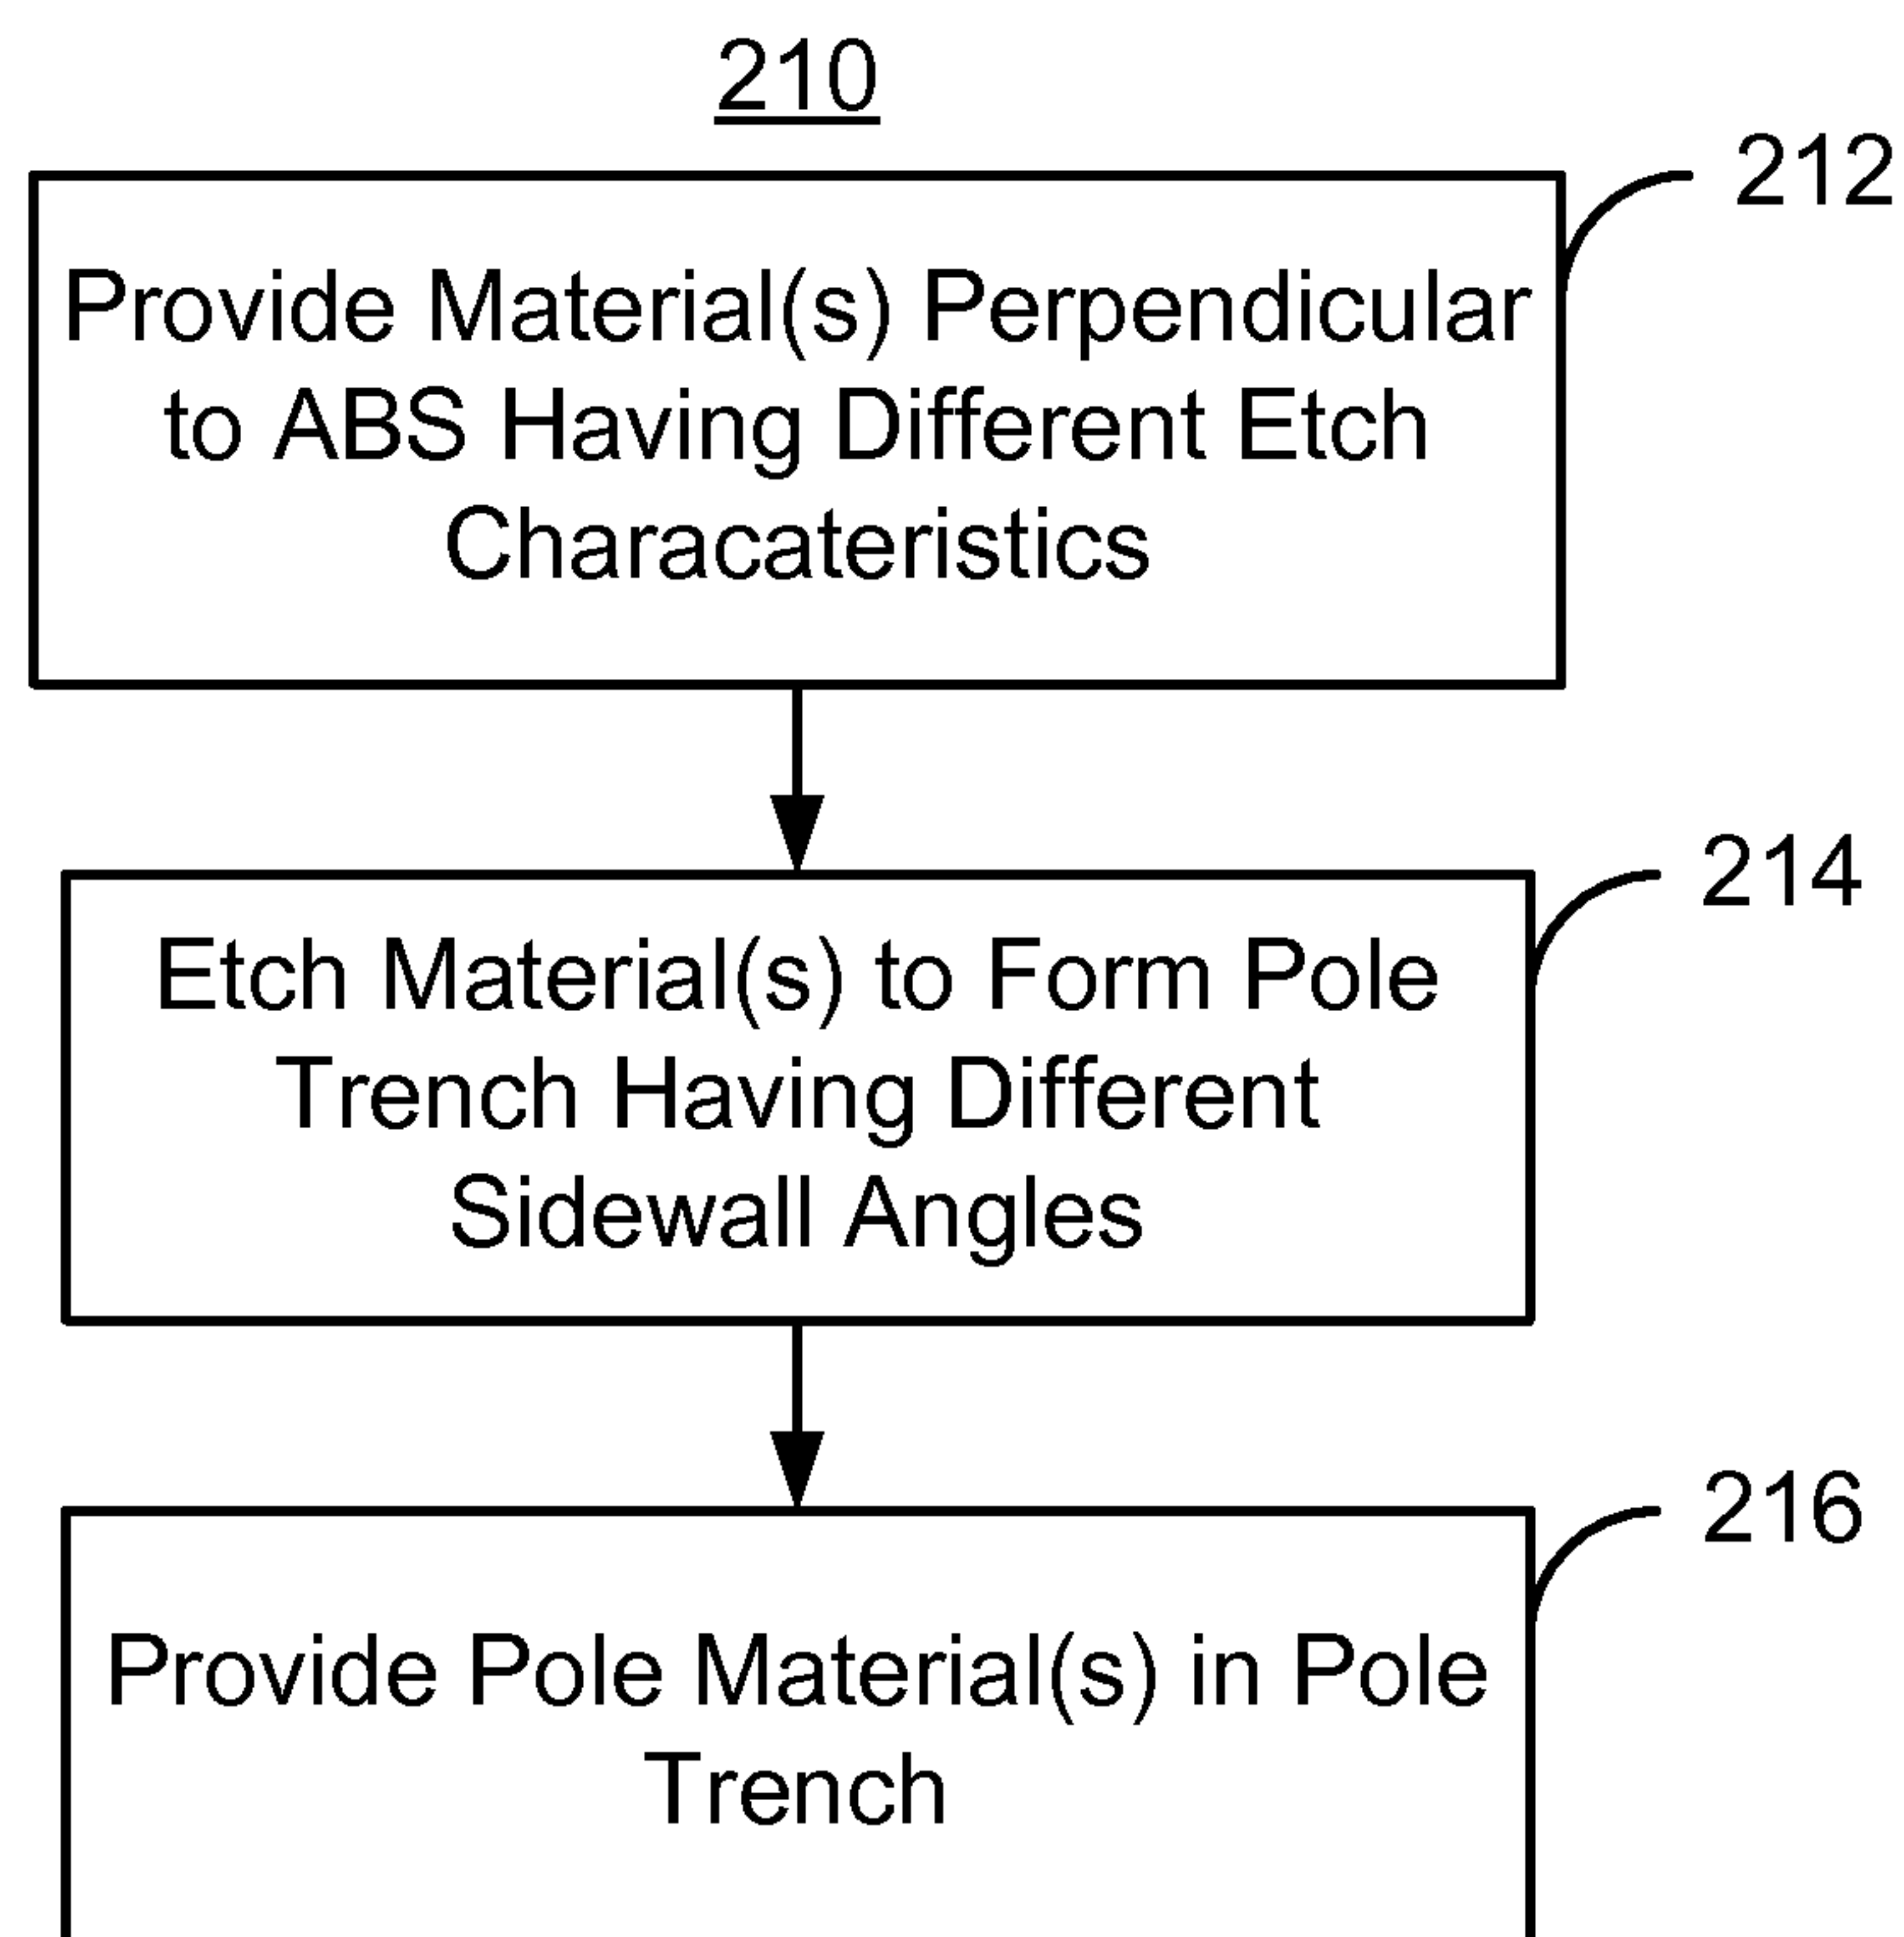 210
212
Provide Material(s) Perpendicular
to ABS Having Different Etch
Characateristics
214
Etch Material(s) to Form Pole
Trench Having Different
Sidewall Angles
216
Provide Pole Material(s) in Pole
Trench